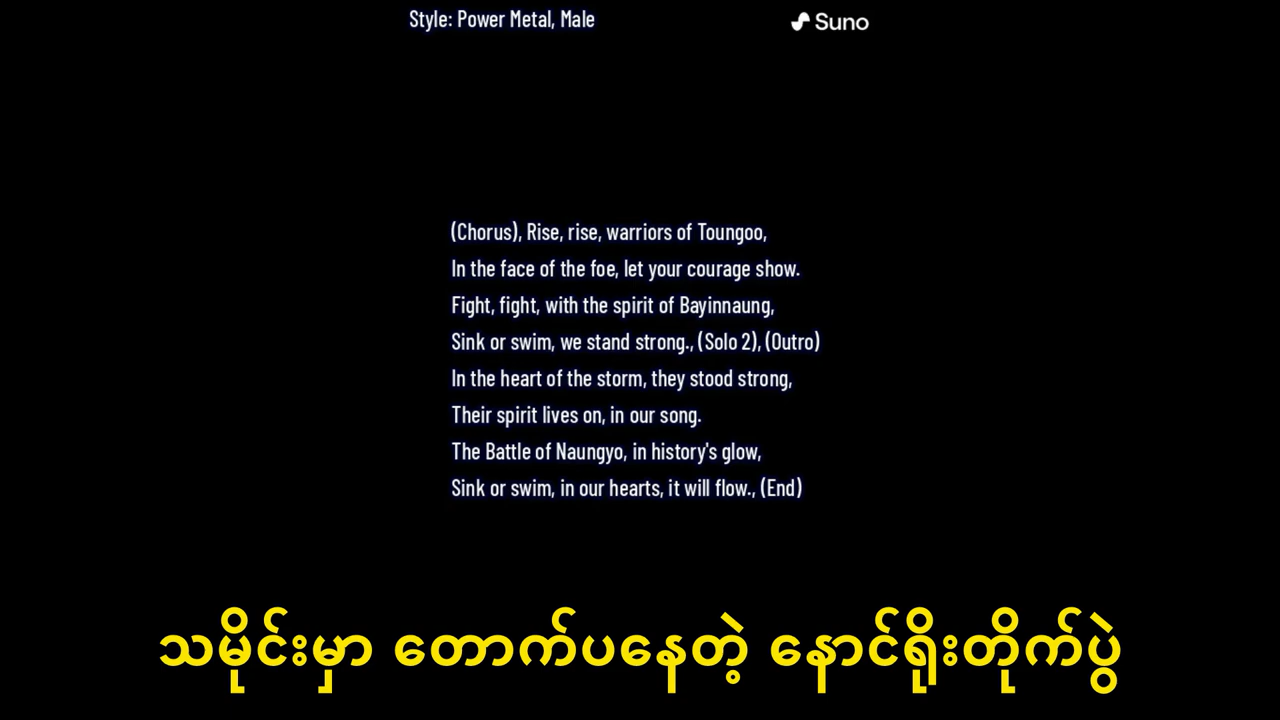 Style: Power Metal, Male
Suno
(Chorus), Rise, rise, warriors of Toungoo,
In the face of the foe, let your courage show.
Fight, fight, with the spirit of Bayinnaung,
Sink or swim, we stand strong., (Solo 2), (Outro)
In the heart of the storm, they stood strong,
Their spirit lives on, in our song.
The Battle of Naungyo, in history's glow,
Sink or swim, in our hearts, it will flow., (End)
သမိုင်းမှာ တောက်ပနေတဲ့ နောင်ရိုးတိုက်ပွဲ